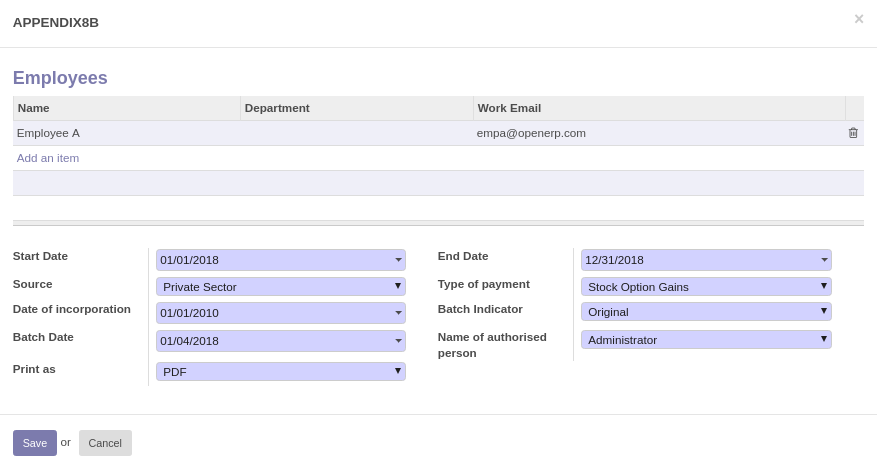 APPENDIX8B
×
Employees
Name Department Work Email
Employee A empa@openerp.com
Add an item
Start Date 01/01/2018 End Date 12/31/2018
Source Private Sector Type of payment Stock Option Gains
Date of incorporation 01/01/2010 Batch Indicator Original
Batch Date 01/04/2018 Name of authorised person Administrator
Print as PDF
Save or Cancel